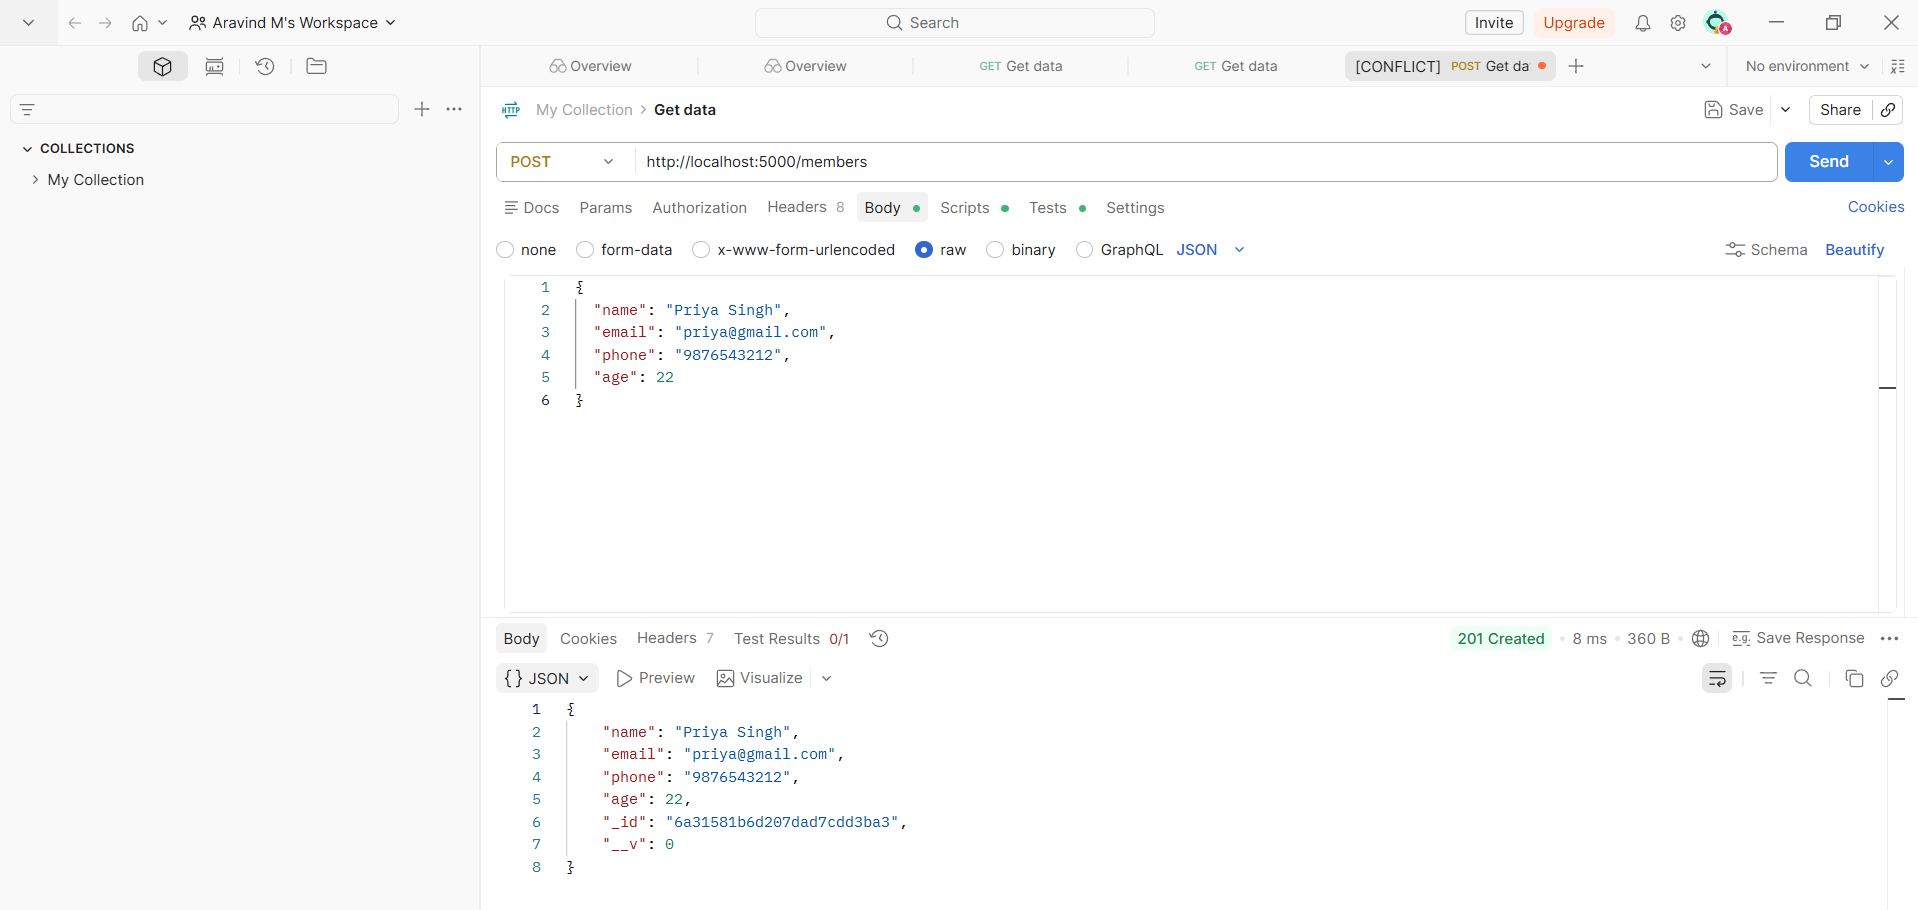 Aravind M's Workspace
Search
Invite
Upgrade
Overview
Overview
GET Get data
GET Get data
[CONFLICT] POST Get da
No environment
HTTP My Collection > Get data
Save
Share
COLLECTIONS
My Collection
POST
http://localhost:5000/members
Send
Docs
Params
Authorization
Headers 8
Body
Scripts
Tests
Settings
Cookies
none
form-data
x-www-form-urlencoded
raw
binary
GraphQL
JSON
Schema
Beautify
1 {
2 "name": "Priya Singh",
3 "email": "priya@gmail.com",
4 "phone": "9876543212",
5 "age": 22
6 }
Body
Cookies
Headers 7
Test Results 0/1
201 Created
8 ms
360 B
e.g. Save Response
{} JSON
Preview
Visualize
1 {
2 "name": "Priya Singh",
3 "email": "priya@gmail.com",
4 "phone": "9876543212",
5 "age": 22,
6 "_id": "6a31581b6d207dad7cdd3ba3",
7 "__v": 0
8 }